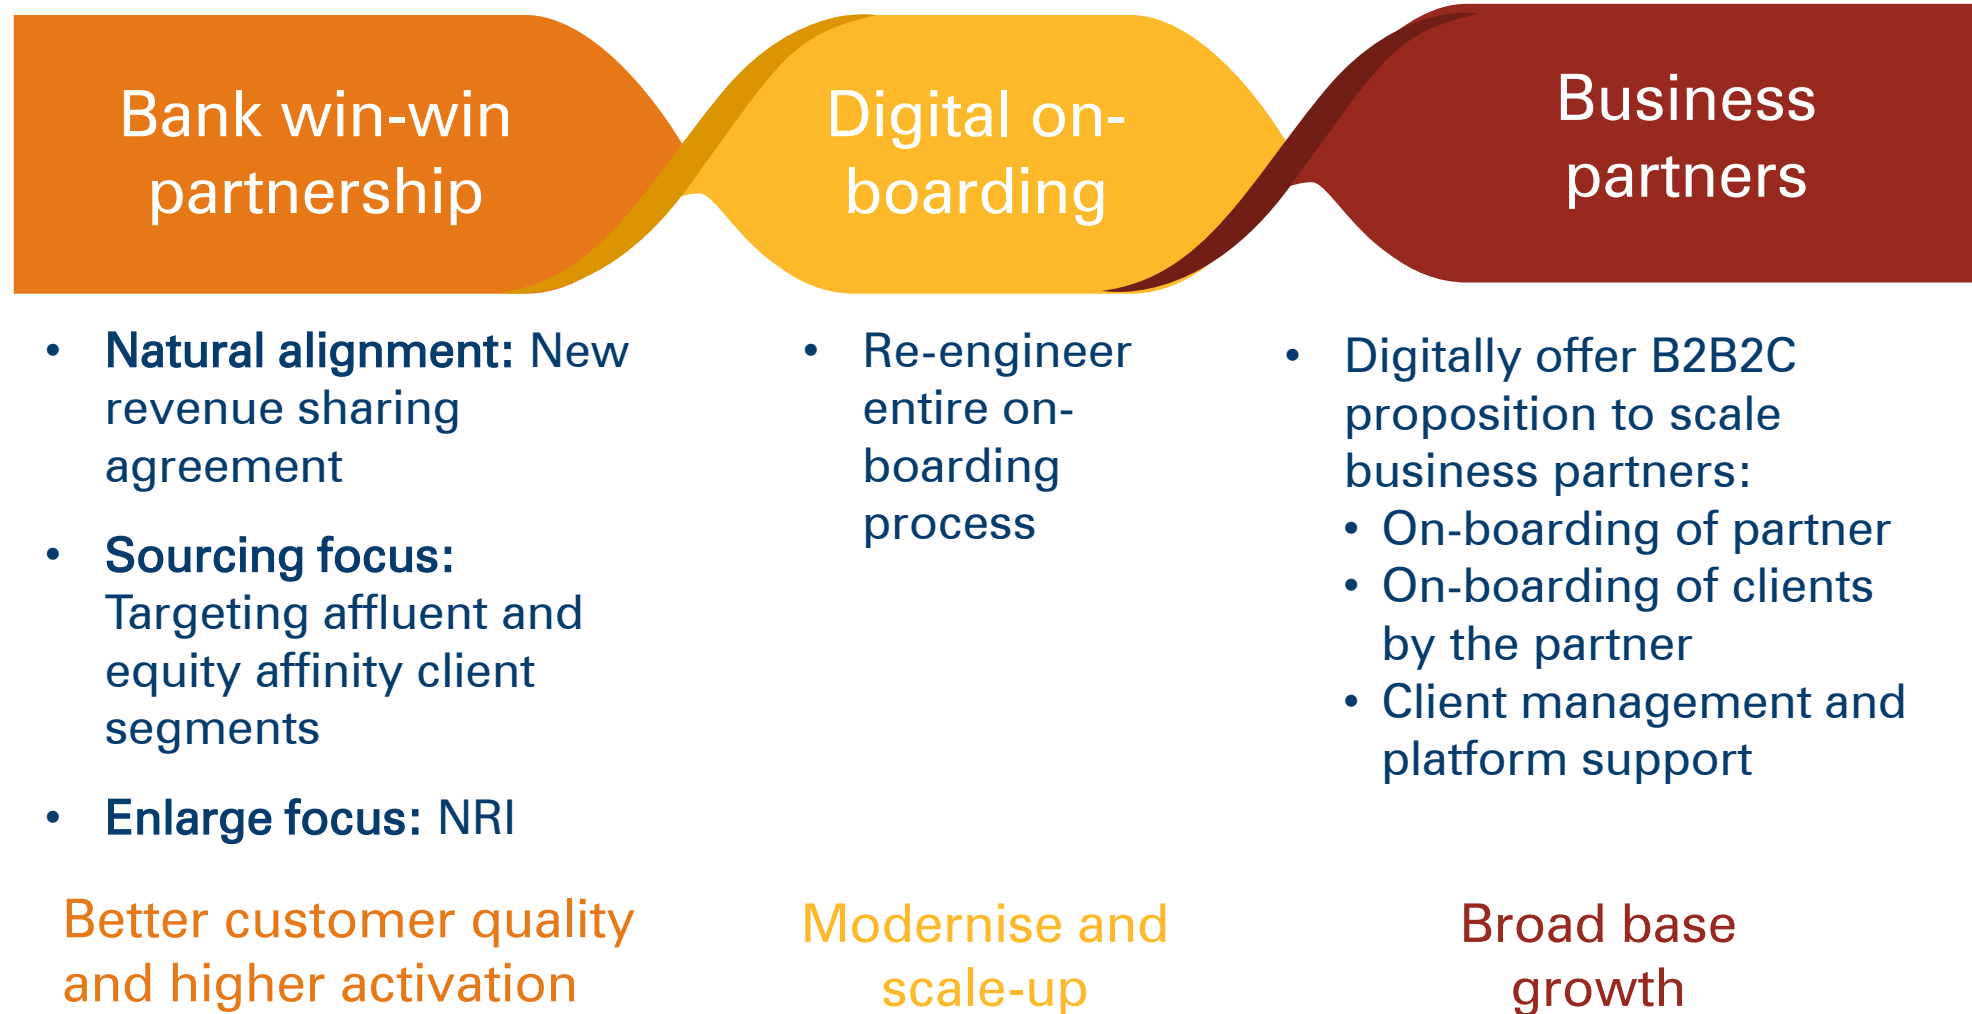 Bank win-win
partnership
Digital on-
boarding
Business
partners
• Natural alignment: New
revenue sharing
agreement
• Sourcing focus:
Targeting affluent and
equity affinity client
segments
• Enlarge focus: NRI
• Re-engineer
entire on-
boarding
process
• Digitally offer B2B2C
proposition to scale
business partners:
• On-boarding of partner
• On-boarding of clients
by the partner
• Client management and
platform support
Better customer quality
and higher activation
Modernise and
scale-up
Broad base
growth